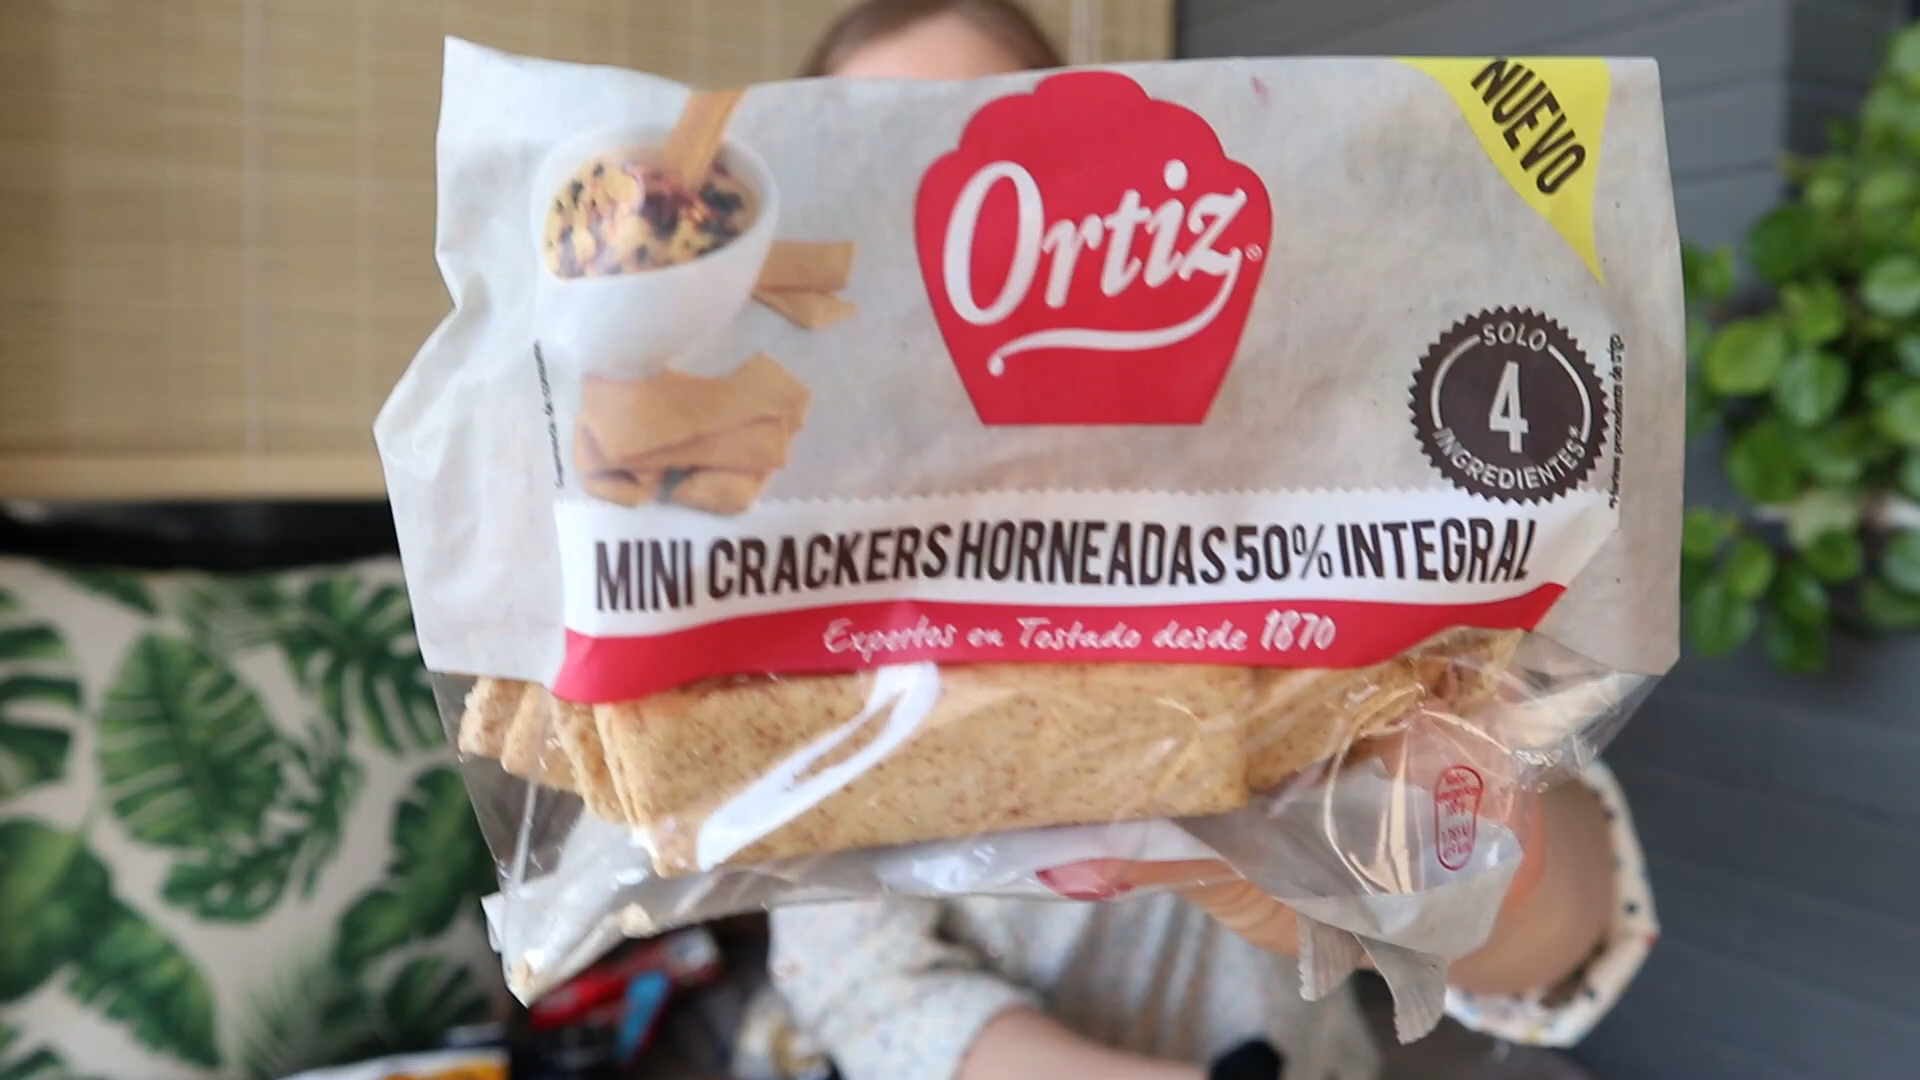 NUEVO
Ortiz
SOLO
4
INGREDIENTES*
MINI CRACKERS HORNEADAS 50% INTEGRAL
Expertos en Tostado desde 1870